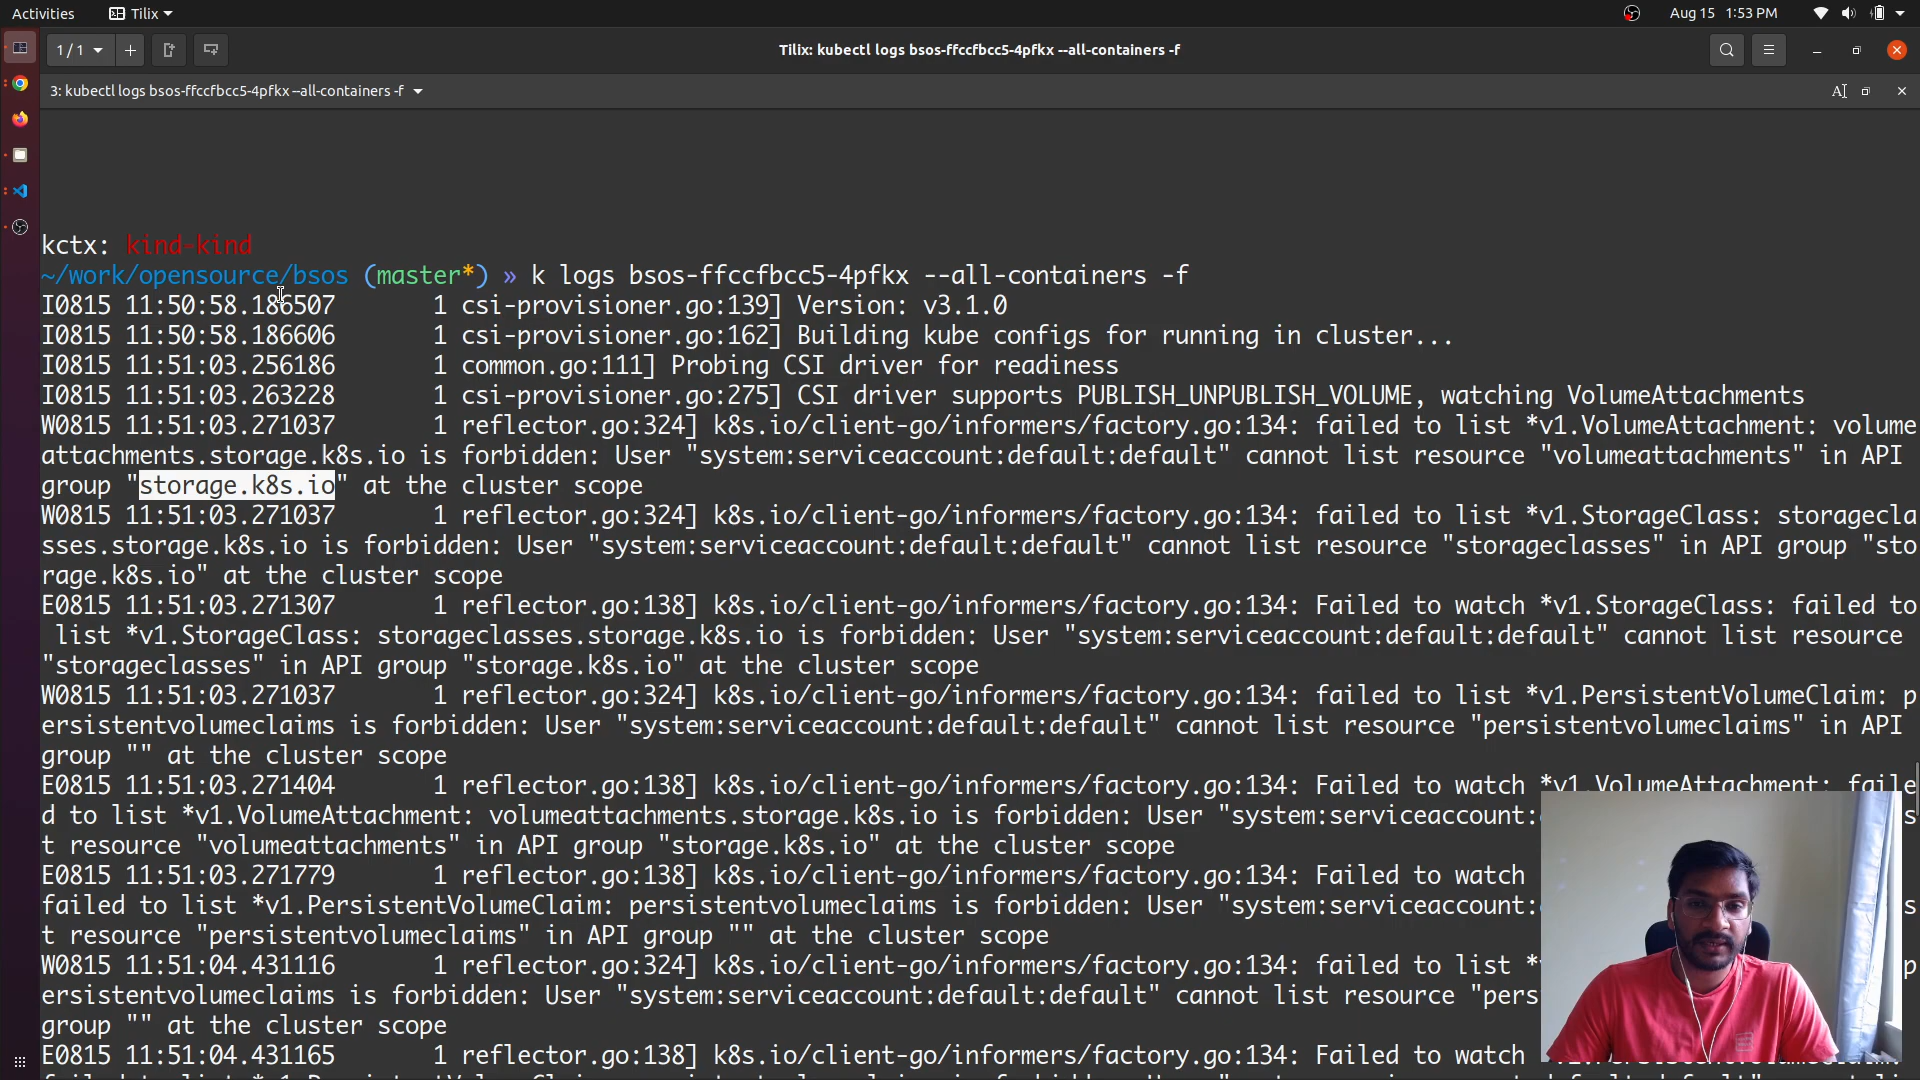 Activities Tilix Aug 15 1:53 PM
1 / 1 Tilix: kubectl logs bsos-ffccfbcc5-4pfkx --all-containers -f
3: kubectl logs bsos-ffccfbcc5-4pfkx --all-containers -f
kctx: kind-kind
~/work/opensource/bsos (master*) » k logs bsos-ffccfbcc5-4pfkx --all-containers -f
I0815 11:50:58.186507 1 csi-provisioner.go:139] Version: v3.1.0
I0815 11:50:58.186606 1 csi-provisioner.go:162] Building kube configs for running in cluster...
I0815 11:51:03.256186 1 common.go:111] Probing CSI driver for readiness
I0815 11:51:03.263228 1 csi-provisioner.go:275] CSI driver supports PUBLISH_UNPUBLISH_VOLUME, watching VolumeAttachments
W0815 11:51:03.271037 1 reflector.go:324] k8s.io/client-go/informers/factory.go:134: failed to list *v1.VolumeAttachment: volume
attachments.storage.k8s.io is forbidden: User "system:serviceaccount:default:default" cannot list resource "volumeattachments" in API
group "storage.k8s.io" at the cluster scope
W0815 11:51:03.271037 1 reflector.go:324] k8s.io/client-go/informers/factory.go:134: failed to list *v1.StorageClass: storagecla
sses.storage.k8s.io is forbidden: User "system:serviceaccount:default:default" cannot list resource "storageclasses" in API group "sto
rage.k8s.io" at the cluster scope
E0815 11:51:03.271307 1 reflector.go:138] k8s.io/client-go/informers/factory.go:134: Failed to watch *v1.StorageClass: failed to
list *v1.StorageClass: storageclasses.storage.k8s.io is forbidden: User "system:serviceaccount:default:default" cannot list resource
"storageclasses" in API group "storage.k8s.io" at the cluster scope
W0815 11:51:03.271037 1 reflector.go:324] k8s.io/client-go/informers/factory.go:134: failed to list *v1.PersistentVolumeClaim: p
ersistentvolumeclaims is forbidden: User "system:serviceaccount:default:default" cannot list resource "persistentvolumeclaims" in API
group "" at the cluster scope
E0815 11:51:03.271404 1 reflector.go:138] k8s.io/client-go/informers/factory.go:134: Failed to watch *v1.VolumeAttachment: faile
d to list *v1.VolumeAttachment: volumeattachments.storage.k8s.io is forbidden: User "system:serviceaccount: s
t resource "volumeattachments" in API group "storage.k8s.io" at the cluster scope
E0815 11:51:03.271779 1 reflector.go:138] k8s.io/client-go/informers/factory.go:134: Failed to watch
failed to list *v1.PersistentVolumeClaim: persistentvolumeclaims is forbidden: User "system:serviceaccount: s
t resource "persistentvolumeclaims" in API group "" at the cluster scope
W0815 11:51:04.431116 1 reflector.go:324] k8s.io/client-go/informers/factory.go:134: failed to list * p
ersistentvolumeclaims is forbidden: User "system:serviceaccount:default:default" cannot list resource "pers
group "" at the cluster scope
E0815 11:51:04.431165 1 reflector.go:138] k8s.io/client-go/informers/factory.go:134: Failed to watch